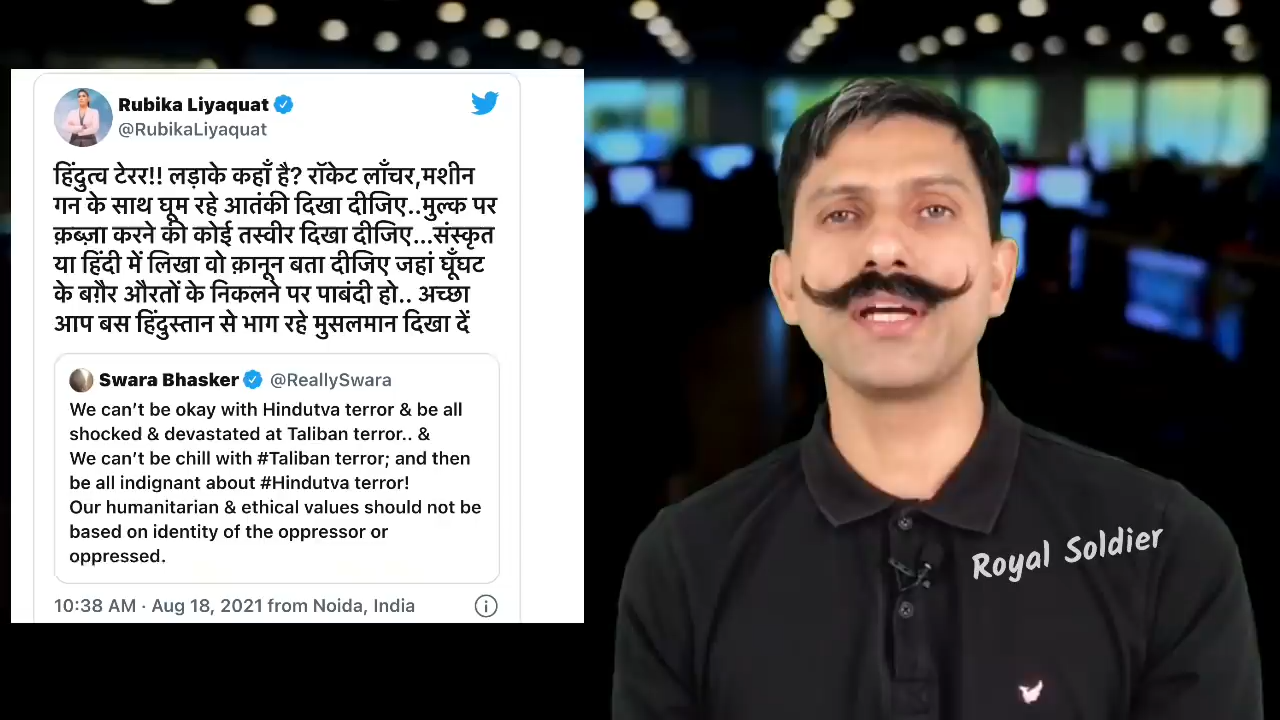 Rubika Liyaquat
@RubikaLiyaquat
हिंदुत्व टेरर!! लड़ाके कहाँ है? रॉकेट लाँचर,मशीन
गन के साथ घूम रहे आतंकी दिखा दीजिए..मुल्क पर
क़ब्ज़ा करने की कोई तस्वीर दिखा दीजिए...संस्कृत
या हिंदी में लिखा वो क़ानून बता दीजिए जहां घूँघट
के बग़ैर औरतों के निकलने पर पाबंदी हो.. अच्छा
आप बस हिंदुस्तान से भाग रहे मुसलमान दिखा दें
Swara Bhasker @ReallySwara
We can't be okay with Hindutva terror & be all
shocked & devastated at Taliban terror.. &
We can't be chill with #Taliban terror; and then
be all indignant about #Hindutva terror!
Our humanitarian & ethical values should not be
based on identity of the oppressor or
oppressed.
10:38 AM · Aug 18, 2021 from Noida, India
Royal Soldier